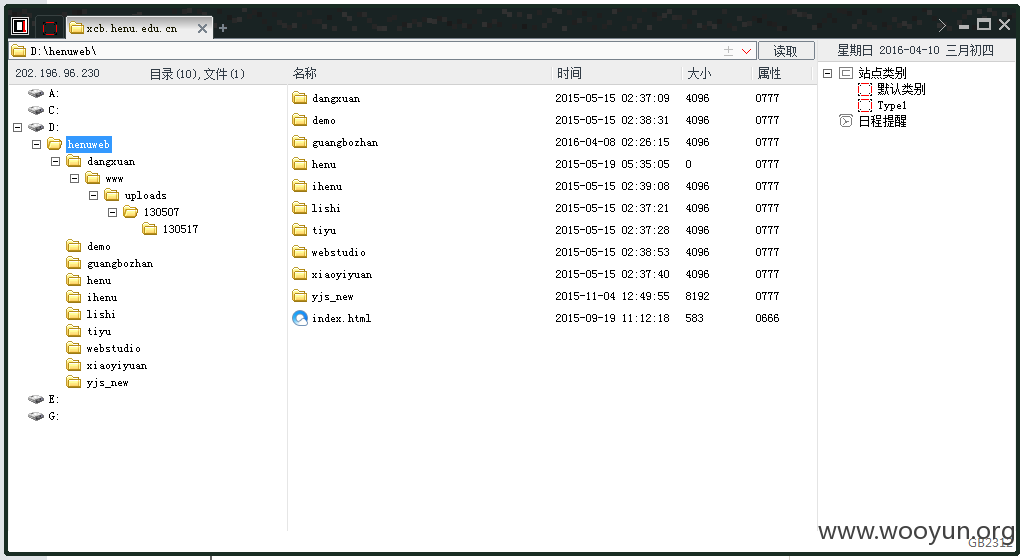 xcb.henu.edu.cn
D:\henuweb\
读取
星期日 2016-04-10 三月初四
202.196.96.230
目录(10),文件(1)
名称 时间 大小 属性
A:
C:
D:
henuweb
dangxuan
www
uploads
130507
130517
demo
guangbozhan
henu
ihenu
lishi
tiyu
webstudio
xiaoyiyuan
yjs_new
E:
G:
dangxuan 2015-05-15 02:37:09 4096 0777
demo 2015-05-15 02:38:31 4096 0777
guangbozhan 2016-04-08 02:26:15 4096 0777
henu 2015-05-19 05:35:05 0 0777
ihenu 2015-05-15 02:39:08 4096 0777
lishi 2015-05-15 02:37:21 4096 0777
tiyu 2015-05-15 02:37:28 4096 0777
webstudio 2015-05-15 02:38:53 4096 0777
xiaoyiyuan 2015-05-15 02:37:40 4096 0777
yjs_new 2015-11-04 12:49:55 8192 0777
index.html 2015-09-19 11:12:18 583 0666
站点类别
默认类别
Type1
日程提醒
www.wooyun.org
GB2312